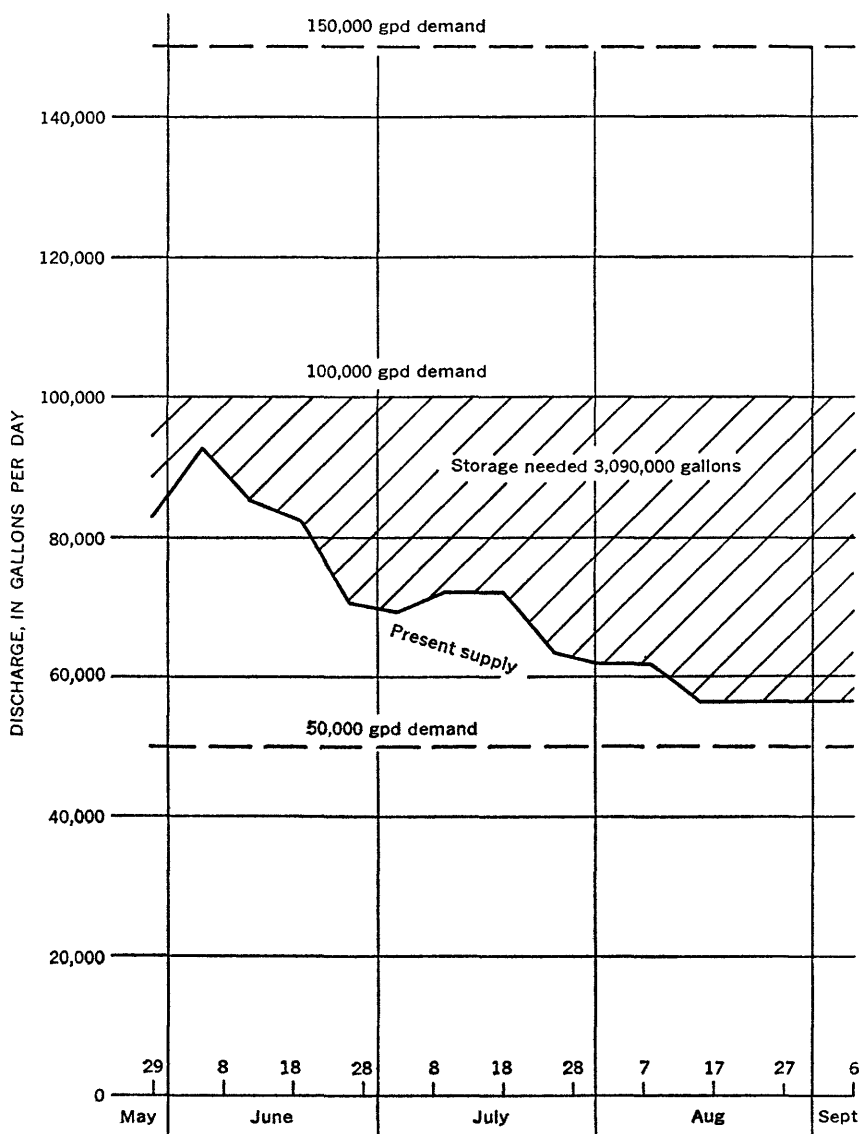 150,000 gpd demand
140,000
120,000
100,000 gpd demand
100,000
Storage needed 3,090,000 gallons
80,000
Present supply
60,000
50,000 gpd demand
40,000
20,000
0
DISCHARGE, IN GALLONS PER DAY
29 8 18 28 8 18 28 7 17 27 6
May June July Aug Sept